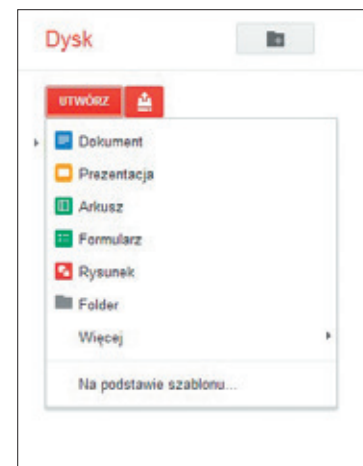 Dysk
UTWÓRZ
Dokument
Prezentacja
Arkusz
Formularz
Rysunek
Folder
Więcej
Na podstawie szablonu...